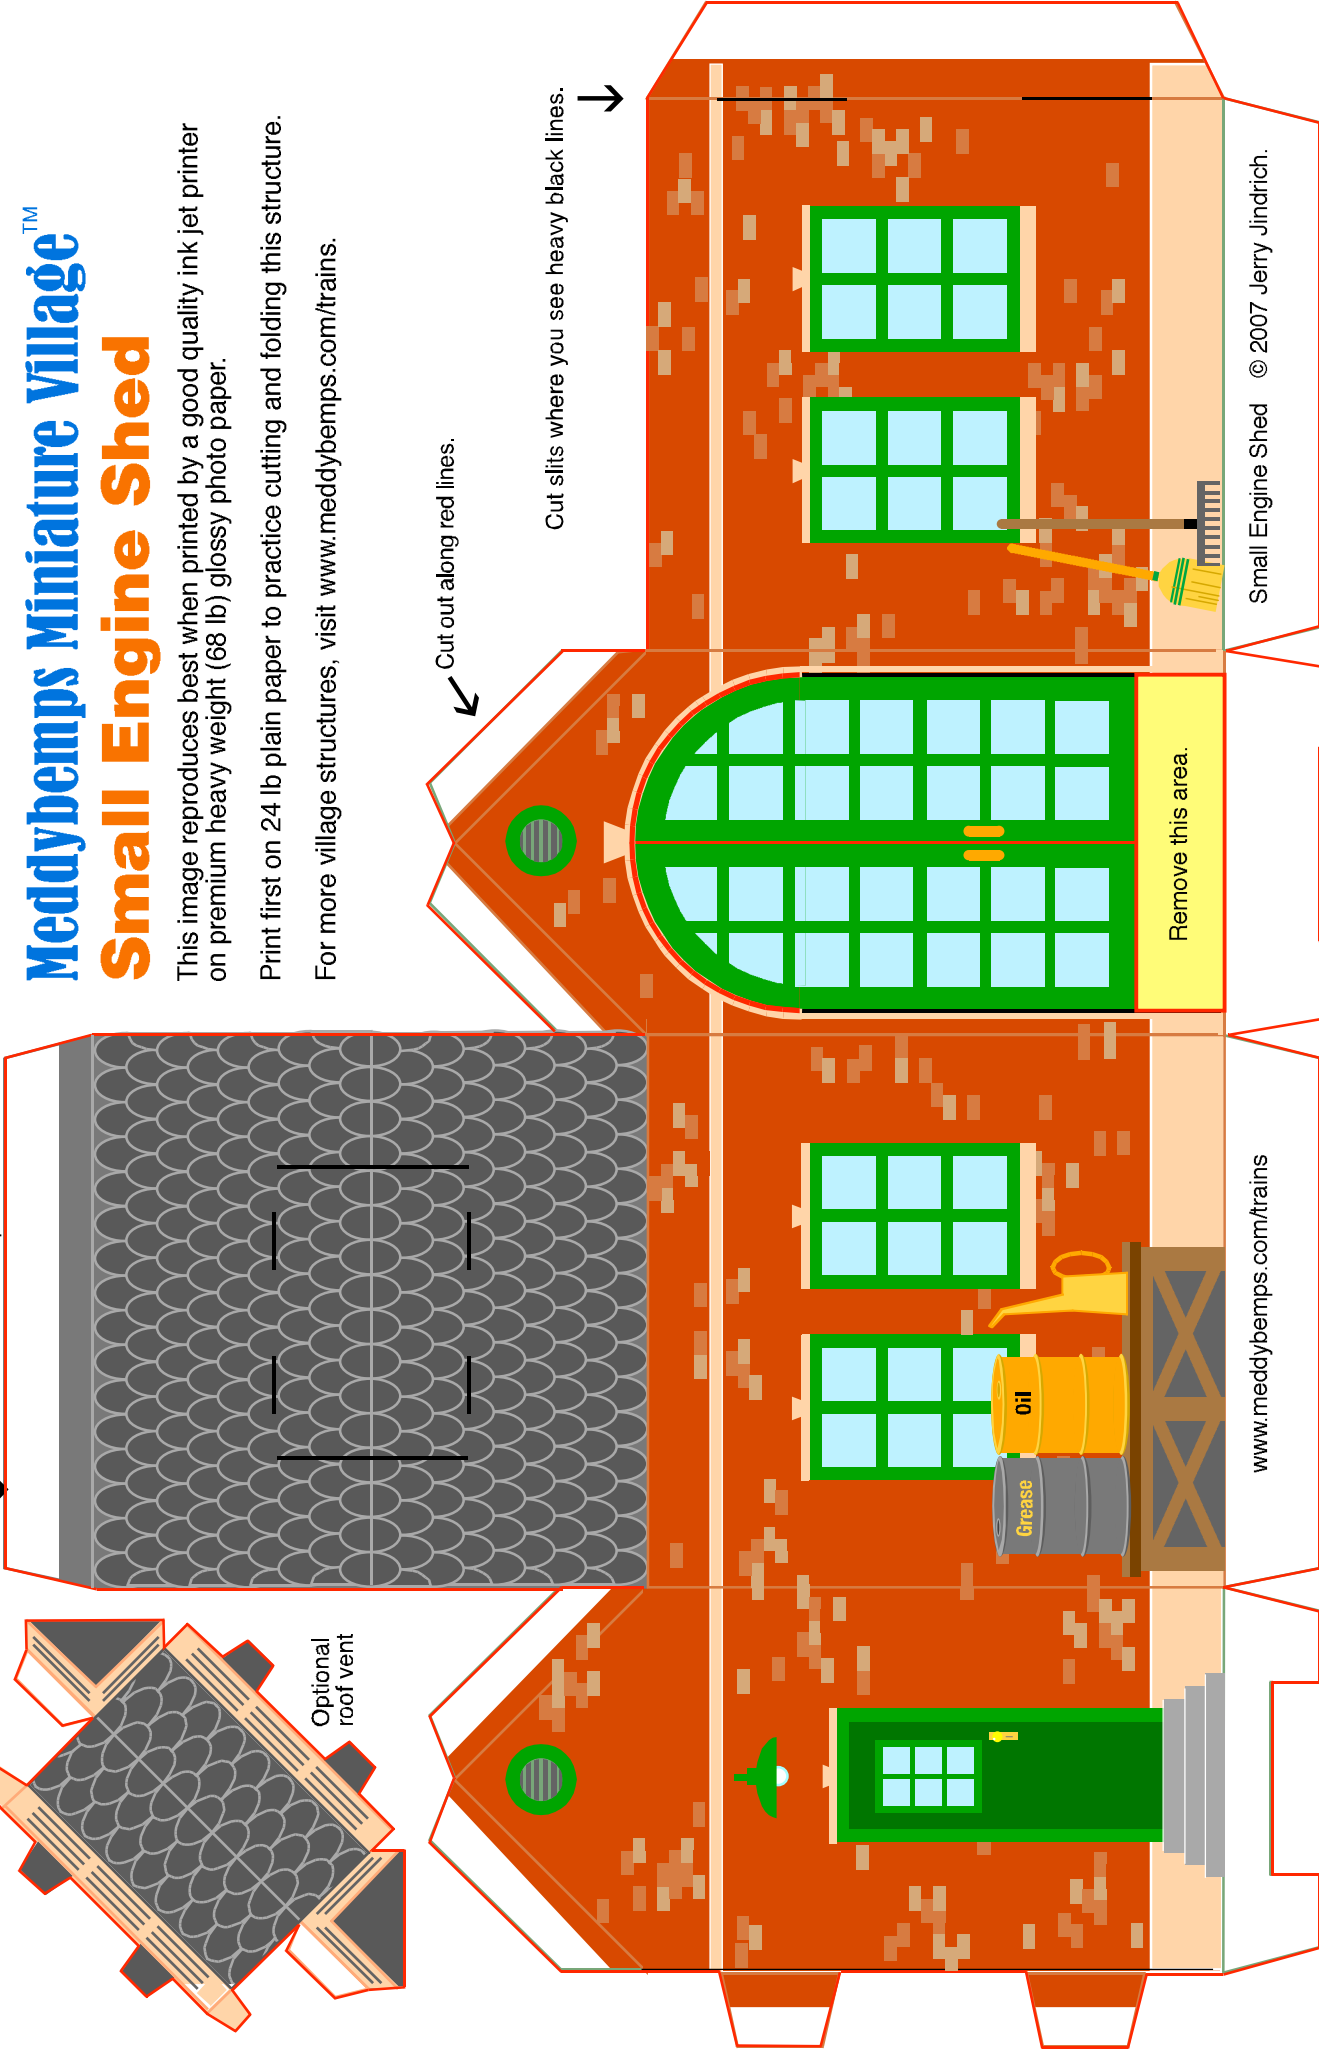 Meddybemps Miniature Village™
Small Engine Shed
This image reproduces best when printed by a good quality ink jet printer
on premium heavy weight (68 lb) glossy photo paper.
Print first on 24 lb plain paper to practice cutting and folding this structure.
For more village structures, visit www.meddybemps.com/trains.
Cut out along red lines.
Cut slits where you see heavy black lines.
Optional
roof vent
Remove this area.
Oil
Grease
www.meddybemps.com/trains
Small Engine Shed © 2007 Jerry Jindrich.